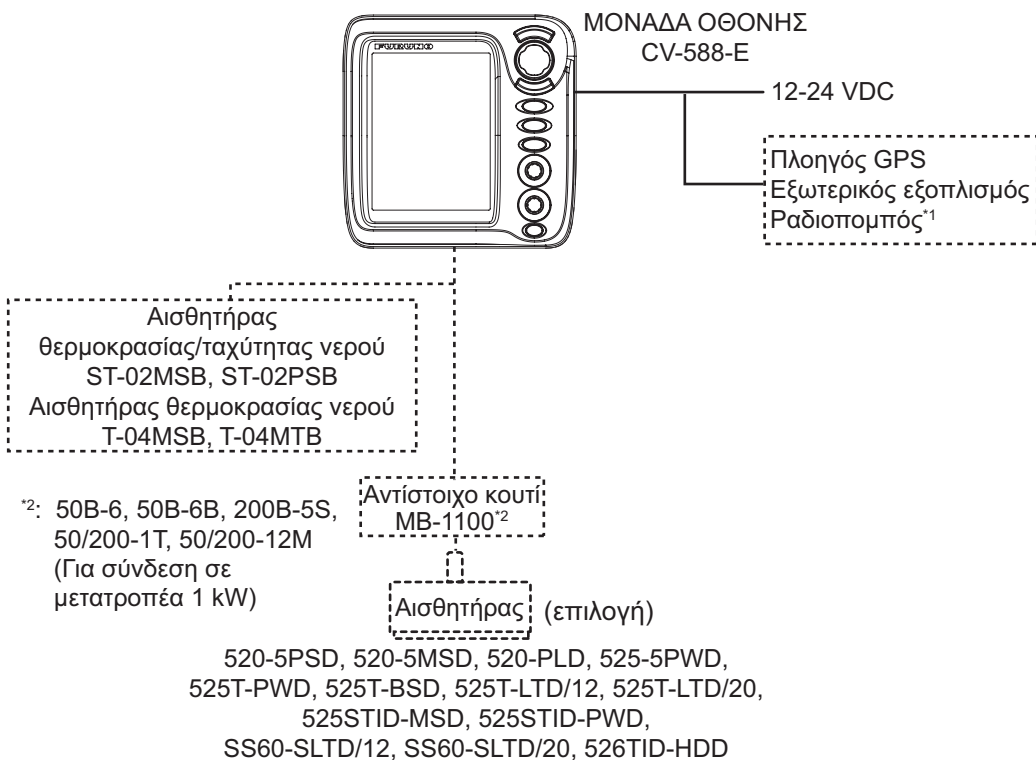 FURUNO
ΜΟΝΑΔΑ ΟΘΟΝΗΣ
CV-588-E
12-24 VDC
Πλοηγός GPS
Εξωτερικός εξοπλισμός
Ραδιοπομπός*1
Αισθητήρας
θερμοκρασίας/ταχύτητας νερού
ST-02MSB, ST-02PSB
Αισθητήρας θερμοκρασίας νερού
T-04MSB, T-04MTB
*2: 50B-6, 50B-6B, 200B-5S,
50/200-1T, 50/200-12M
(Για σύνδεση σε
μετατροπέα 1 kW)
Αντίστοιχο κουτί
MB-1100*2
Αισθητήρας (επιλογή)
520-5PSD, 520-5MSD, 520-PLD, 525-5PWD,
525T-PWD, 525T-BSD, 525T-LTD/12, 525T-LTD/20,
525STID-MSD, 525STID-PWD,
SS60-SLTD/12, SS60-SLTD/20, 526TID-HDD